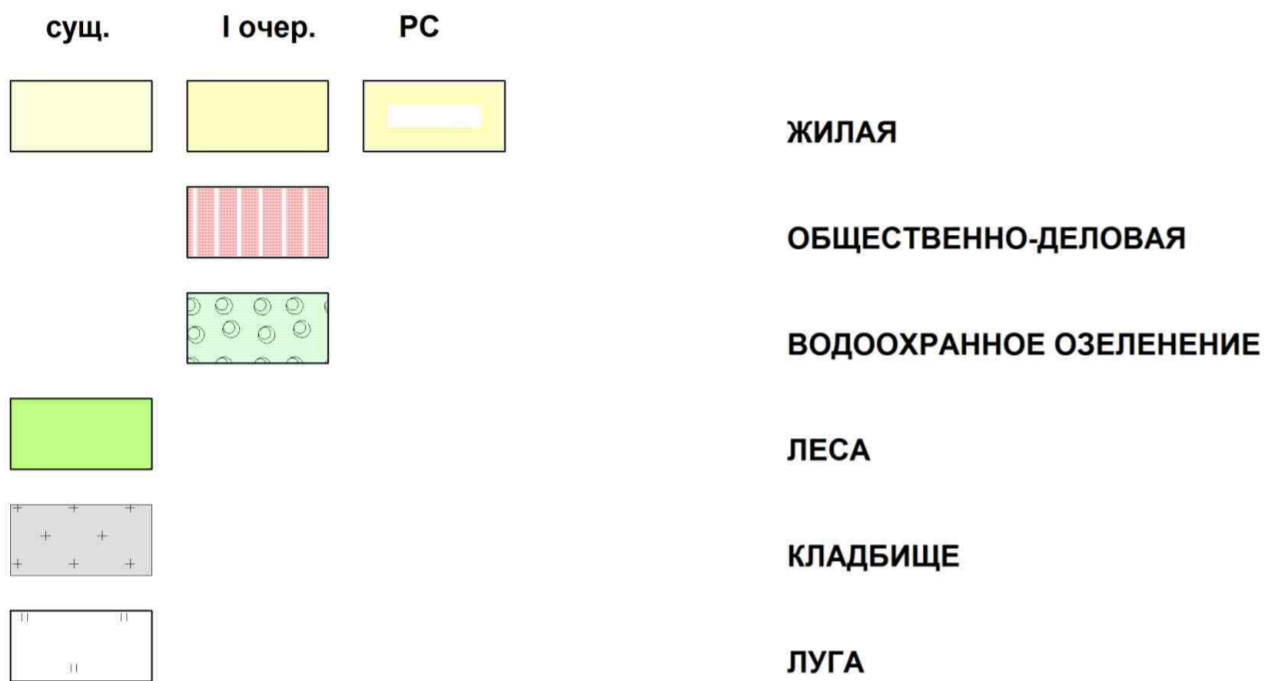 сущ. I очер. РС
ЖИЛАЯ
ОБЩЕСТВЕННО-ДЕЛОВАЯ
ВОДООХРАННОЕ ОЗЕЛЕНЕНИЕ
ЛЕСА
КЛАДБИЩЕ
ЛУГА